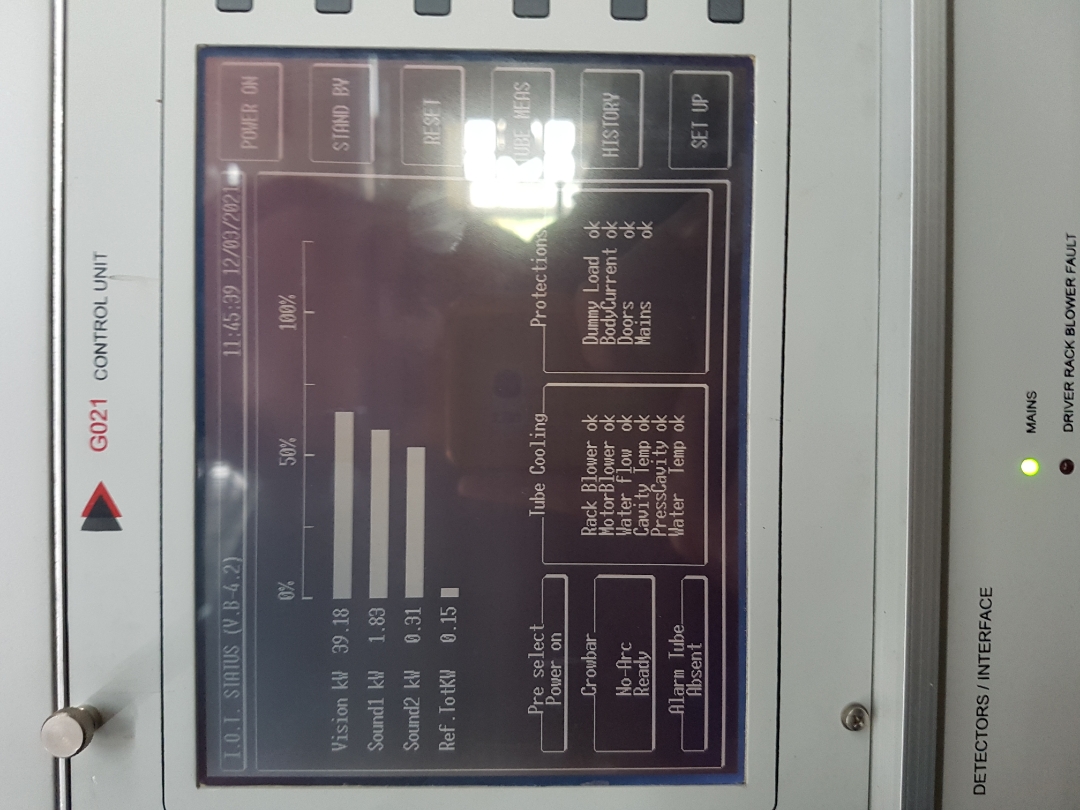 G021 CONTROL UNIT
I.O.T. STATUS (V.B-4.2) 11:45:39 12/03/2021
POWER ON
0% 50% 100%
Vision kW 39.18
STAND BY
Sound1 kW 1.83
Sound2 kW 0.31
RESET
Ref.TotKW 0.15
TUBE MEAS
Pre select
Power on
Crowbar
No-Arc
Ready
Alarm Tube
Absent
Tube Cooling
Rack Blower ok
MotorBlower ok
Water flow ok
Cavity Temp ok
PressCavity ok
Water Temp ok
Protections
Dummy Load ok
BodyCurrent ok
Doors ok
Mains ok
HISTORY
SET UP
DETECTORS / INTERFACE
MAINS
DRIVER RACK BLOWER FAULT